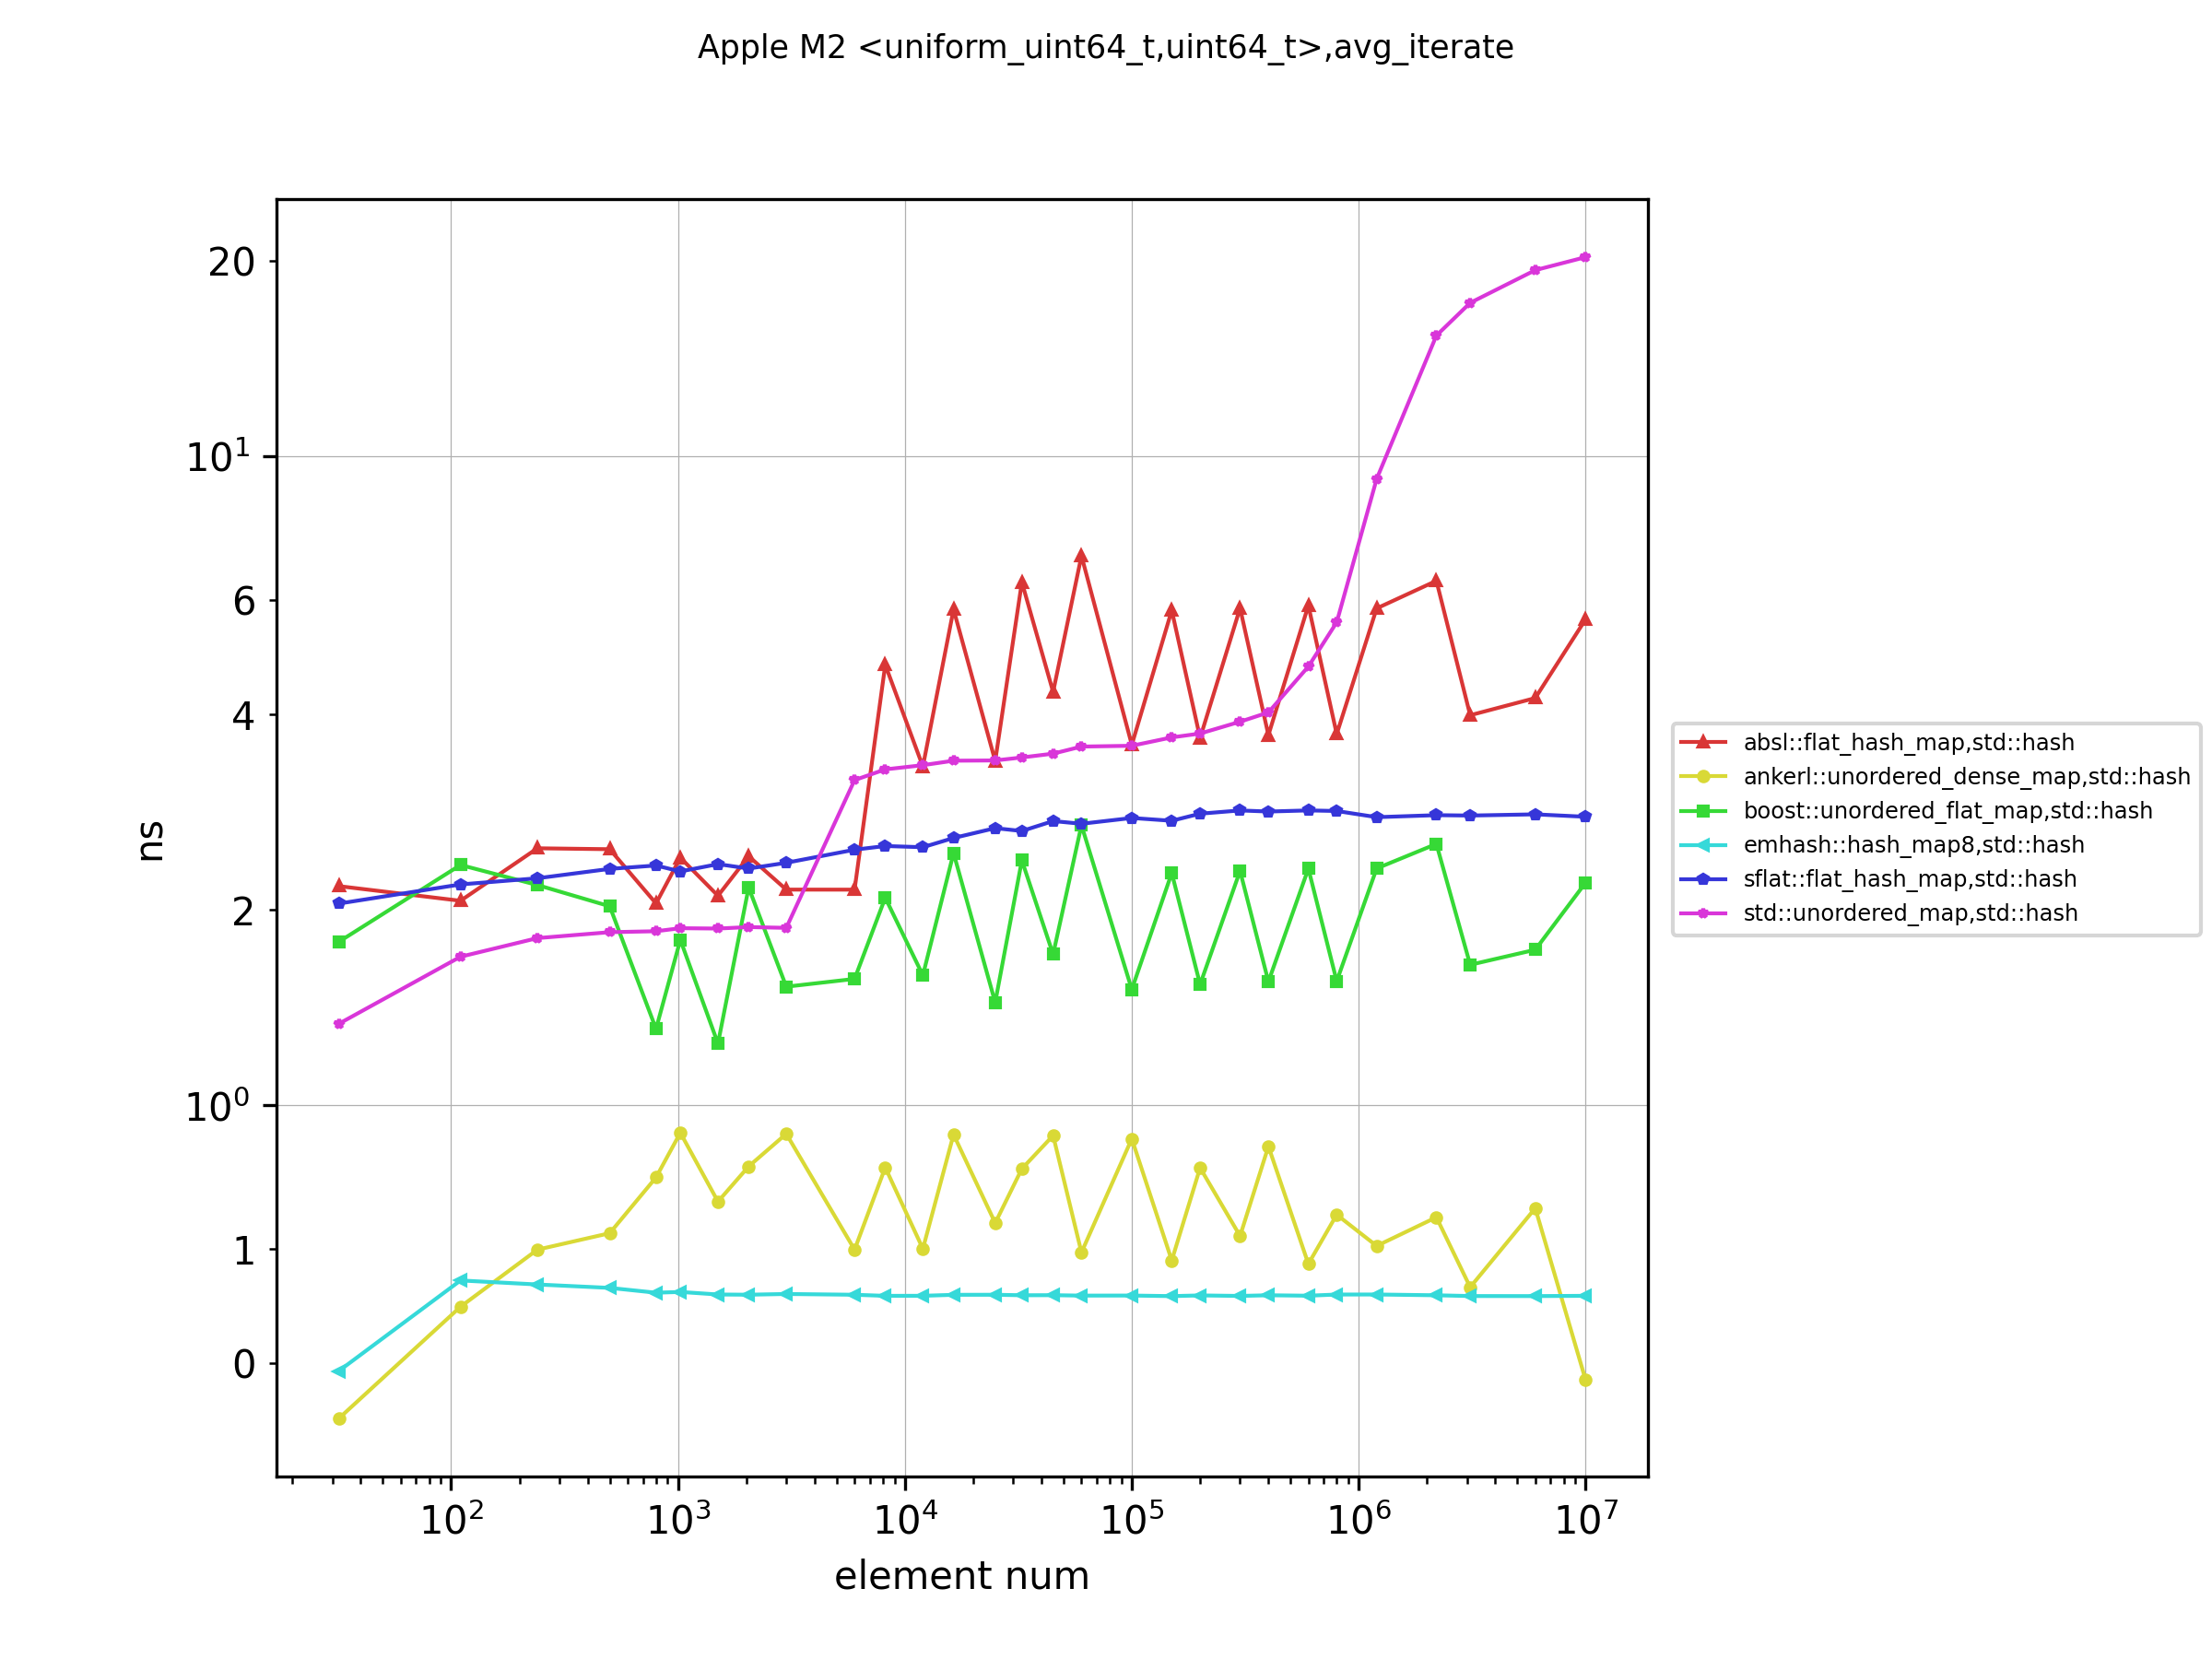 Apple M2 <uniform_uint64_t,uint64_t>,avg_iterate
20
10¹
6
4
2
10⁰
1
0
ns
10² 10³ 10⁴ 10⁵ 10⁶ 10⁷
element num
absl::flat_hash_map,std::hash
ankerl::unordered_dense_map,std::hash
boost::unordered_flat_map,std::hash
emhash::hash_map8,std::hash
sflat::flat_hash_map,std::hash
std::unordered_map,std::hash